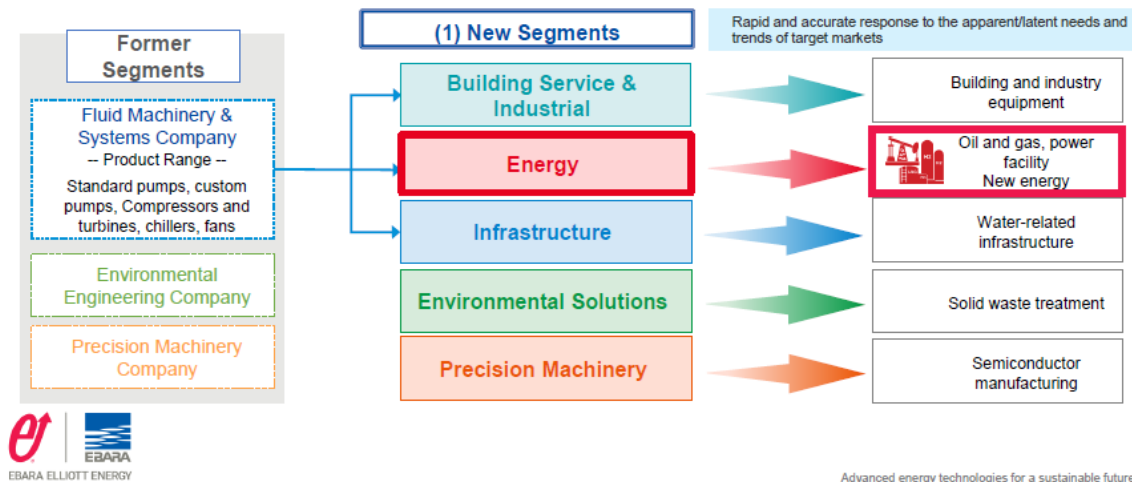 Former
Segments
Fluid Machinery &
Systems Company
-- Product Range --
Standard pumps, custom
pumps, Compressors and
turbines, chillers, fans
Environmental
Engineering Company
Precision Machinery
Company
(1) New Segments
Building Service &
Industrial
Energy
Infrastructure
Environmental Solutions
Precision Machinery
Rapid and accurate response to the apparent/latent needs and
trends of target markets
Building and industry
equipment
Oil and gas, power
facility
New energy
Water-related
infrastructure
Solid waste treatment
Semiconductor
manufacturing
EBARA
EBARA ELLIOTT ENERGY
Advanced energy technologies for a sustainable future